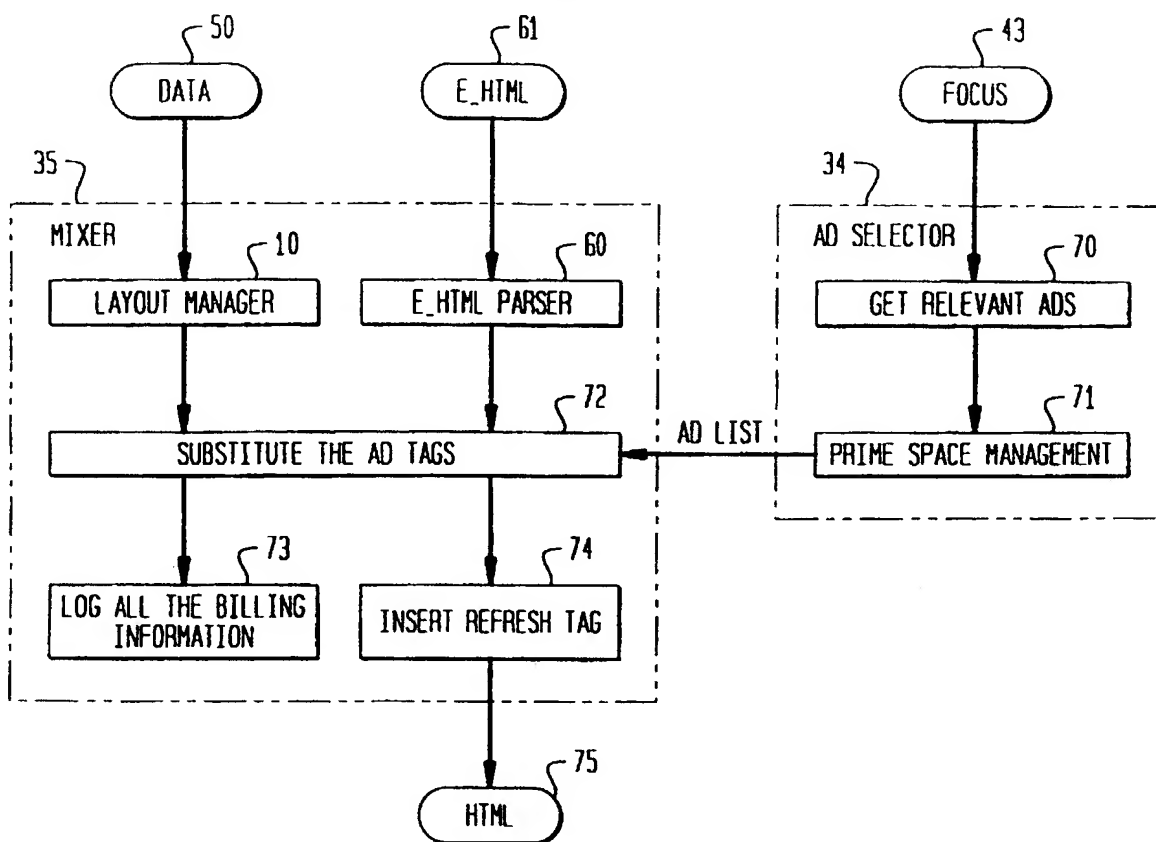 50
61
43
DATA
E_HTML
FOCUS
35
34
MIXER
AD SELECTOR
10
60
70
LAYOUT MANAGER
E_HTML PARSER
GET RELEVANT ADS
72
71
AD LIST
SUBSTITUTE THE AD TAGS
PRIME SPACE MANAGEMENT
73
74
LOG ALL THE BILLING
INFORMATION
INSERT REFRESH TAG
75
HTML